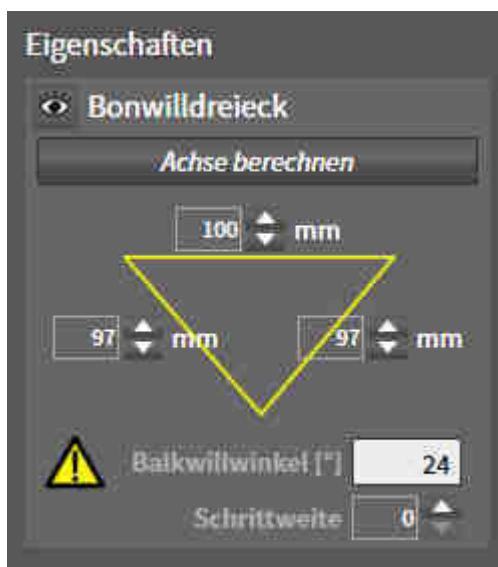 Eigenschaften
Bonwilldreieck
Achse berechnen
100 mm
97 mm 97 mm
Balkwillwinkel [°] 24
Schrittweite 0